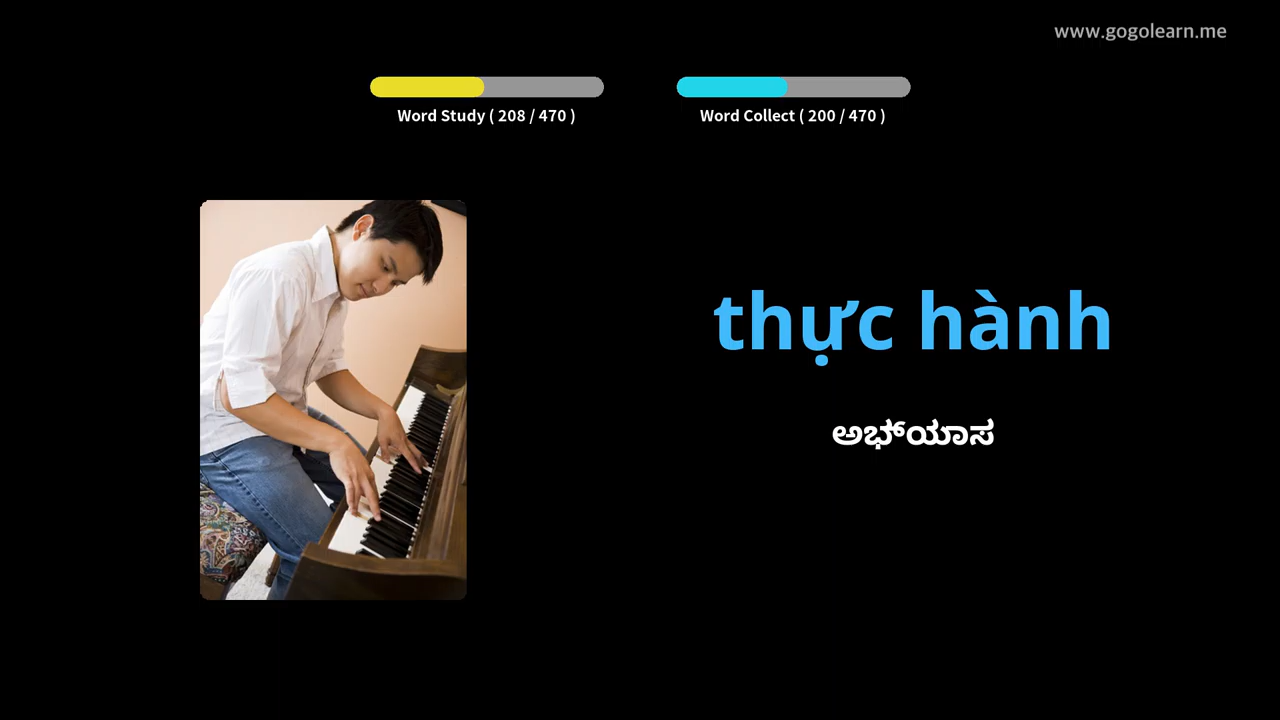 www.gogolearn.me
Word Study ( 208 / 470 )
Word Collect ( 200 / 470 )
thực hành
ಅಭ್ಯಾಸ